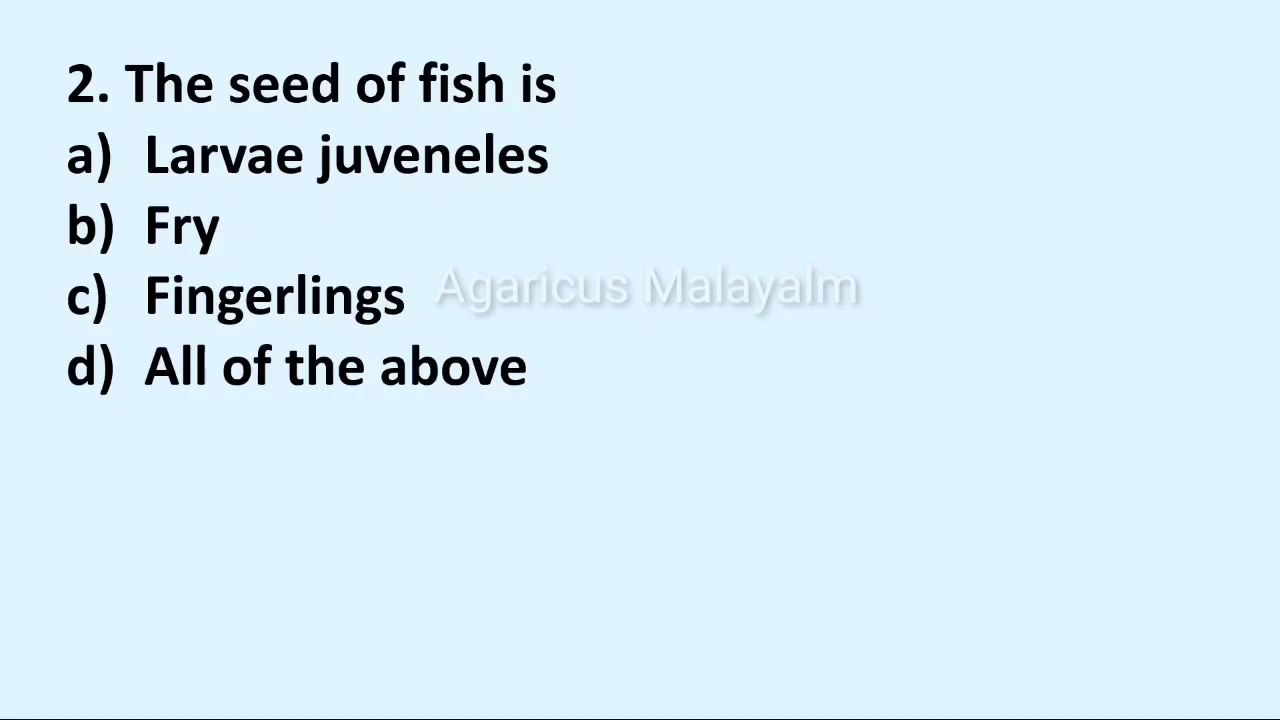 2. The seed of fish is
a) Larvae juveneles
b) Fry
c) Fingerlings
Agaricus Malayalm
d) All of the above